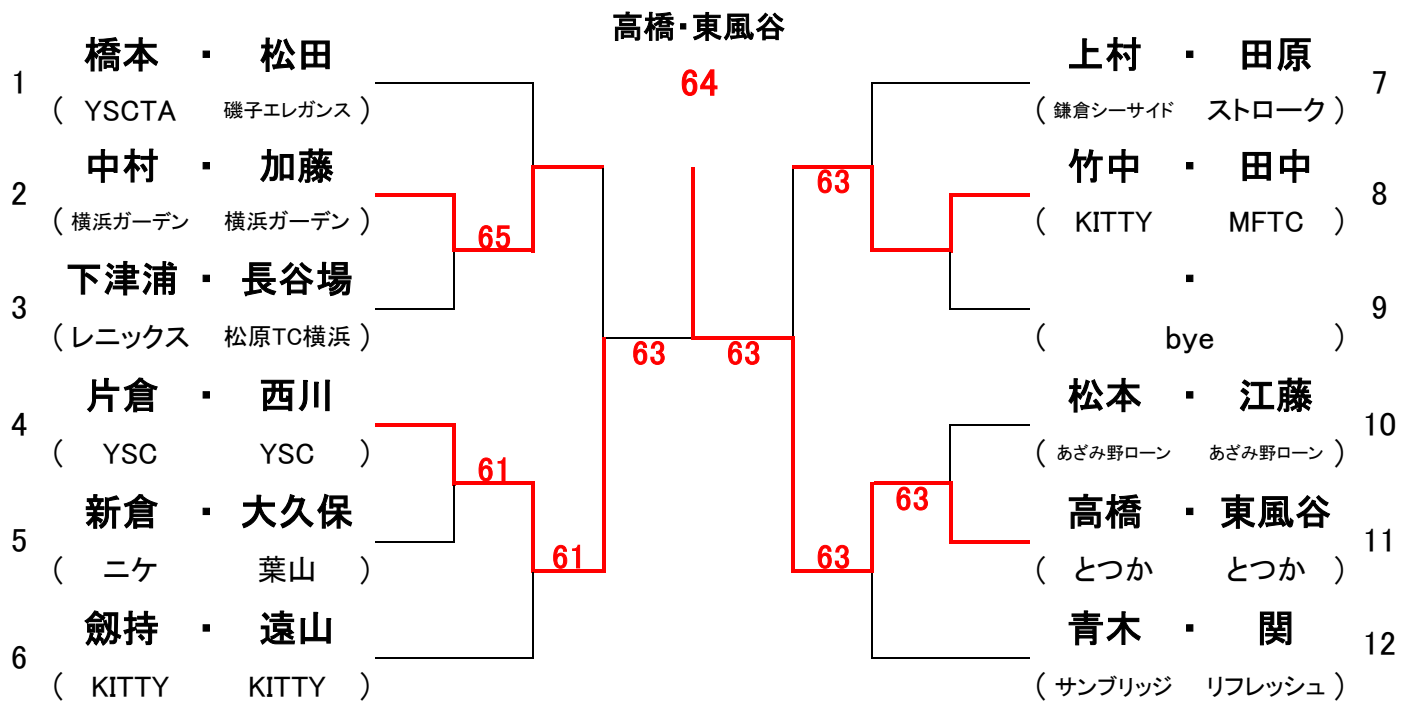 高橋・東風谷
64
1 橋本 ・ 松田
( YSCTA 磯子エレガンス )
2 中村 ・ 加藤
( 横浜ガーデン 横浜ガーデン )
65
3 下津浦 ・ 長谷場
( レニックス 松原TC横浜 )
63
4 片倉 ・ 西川
( YSC YSC )
61
5 新倉 ・ 大久保
( ニケ 葉山 )
61
6 劔持 ・ 遠山
( KITTY KITTY )
上村 ・ 田原 7
( 鎌倉シーサイド ストローク )
63
竹中 ・ 田中 8
( KITTY MFTC )
・ 9
( bye )
63
松本 ・ 江藤 10
( あざみ野ローン あざみ野ローン )
63
高橋 ・ 東風谷 11
( とつか とつか )
63
青木 ・ 関 12
( サンブリッジ リフレッシュ )